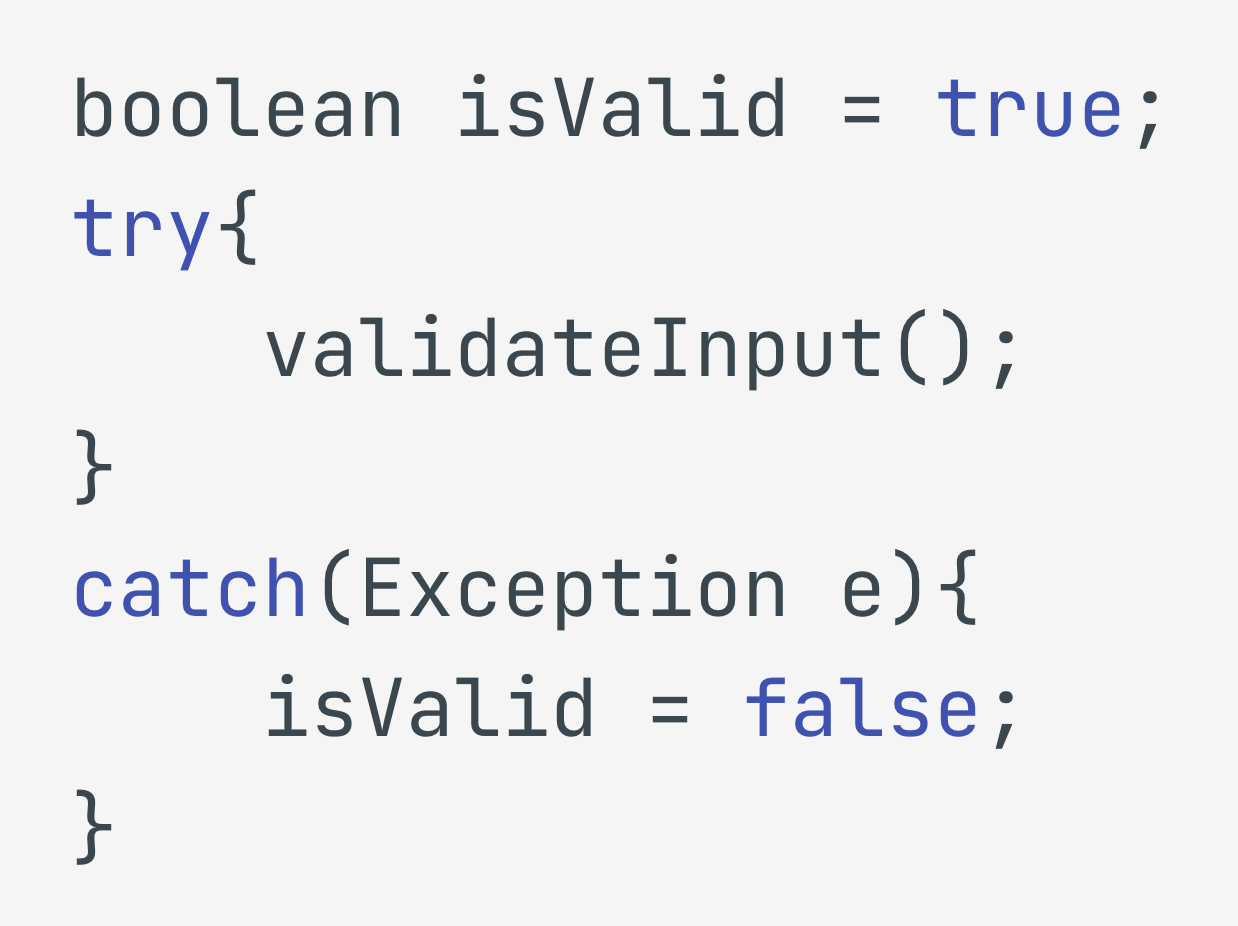 boolean isValid = true;
try{
    validateInput();
}
catch(Exception e){
    isValid = false;
}